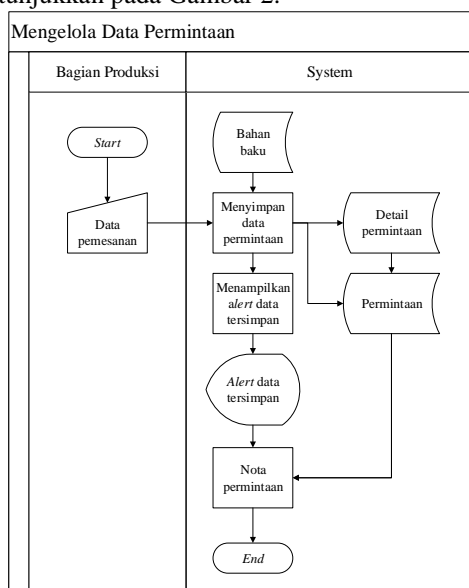 tunjukkan pada Gambar 2.
Mengelola Data Permintaan
Bagian Produksi
System
Start
Data
pemesanan
Bahan
baku
Menyimpan
data
permintaan
Detail
permintaan
Menampilkan
alert data
tersimpan
Permintaan
Alert data
tersimpan
Nota
permintaan
End